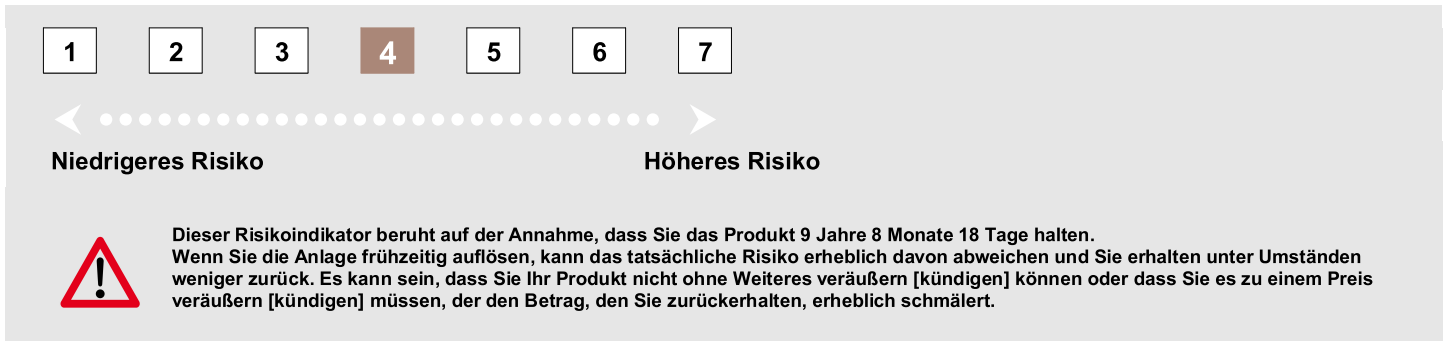 1 2 3 4 5 6 7
Niedrigeres Risiko Höheres Risiko
Dieser Risikoindikator beruht auf der Annahme, dass Sie das Produkt 9 Jahre 8 Monate 18 Tage halten.
Wenn Sie die Anlage frühzeitig auflösen, kann das tatsächliche Risiko erheblich davon abweichen und Sie erhalten unter Umständen
weniger zurück. Es kann sein, dass Sie Ihr Produkt nicht ohne Weiteres veräußern [kündigen] können oder dass Sie es zu einem Preis
veräußern [kündigen] müssen, der den Betrag, den Sie zurückerhalten, erheblich schmälert.